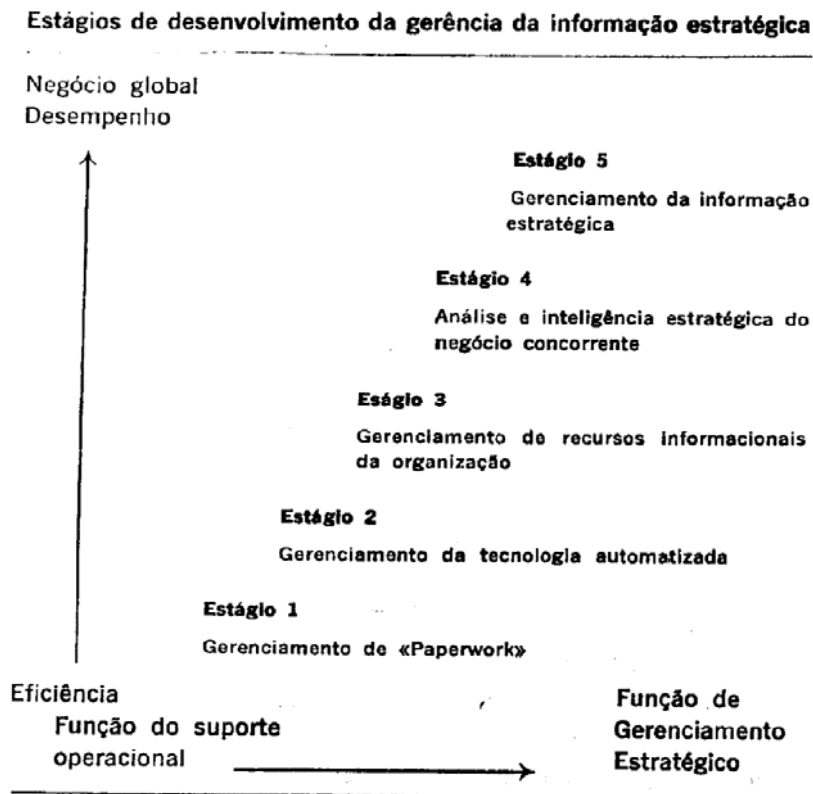 Estágios de desenvolvimento da gerência da informação estratégica
Negócio global
Desempenho
Estágio 5
Gerenciamento da informação
estratégica
Estágio 4
Análise e inteligência estratégica do
negócio concorrente
Eságio 3
Gerenciamento de recursos informacionais
da organização
Estágio 2
Gerenciamento da tecnologia automatizada
Estágio 1
Gerenciamento de «Paperwork»
Eficiência
Função do suporte
operacional
Função de
Gerenciamento
Estratégico